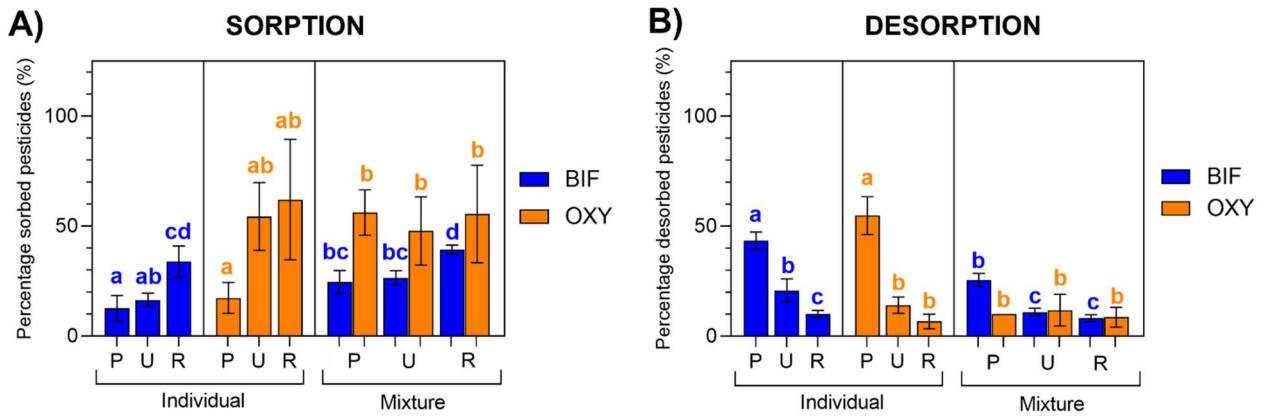 A) SORPTION
Percentage sorbed pesticides (%)
100
50
0
a ab cd
a ab ab
bc b bc b d b
P U R P U R P U R
Individual Mixture
BIF
OXY
B) DESORPTION
Percentage desorbed pesticides (%)
100
50
0
a b c
a b b
b b c b c b
P U R P U R P U R
Individual Mixture
BIF
OXY